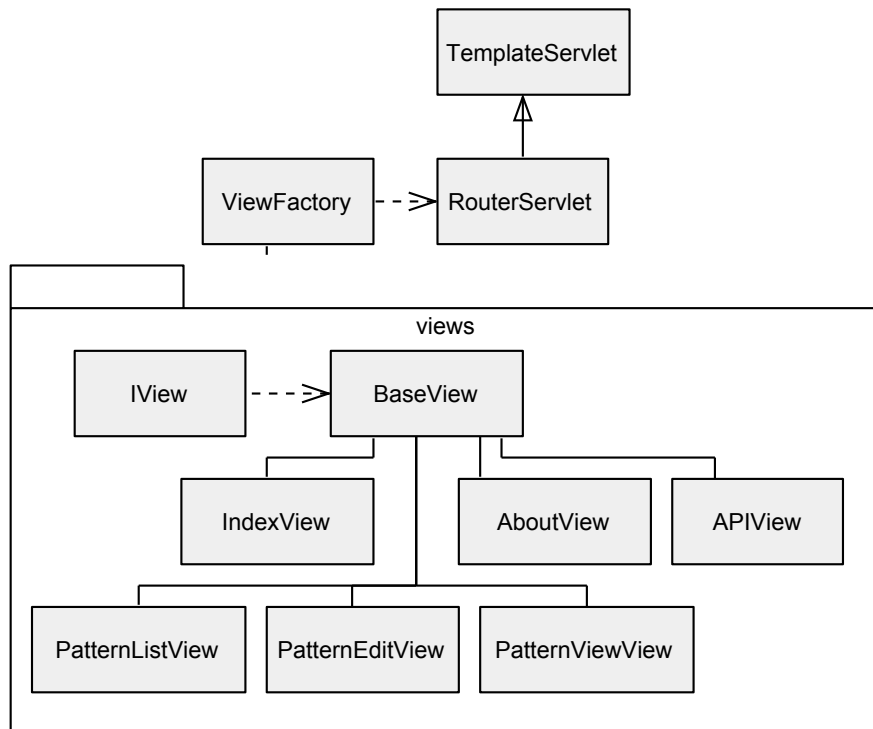 TemplateServlet
ViewFactory
RouterServlet
views
IView
BaseView
IndexView
AboutView
APIView
PatternListView
PatternEditView
PatternViewView